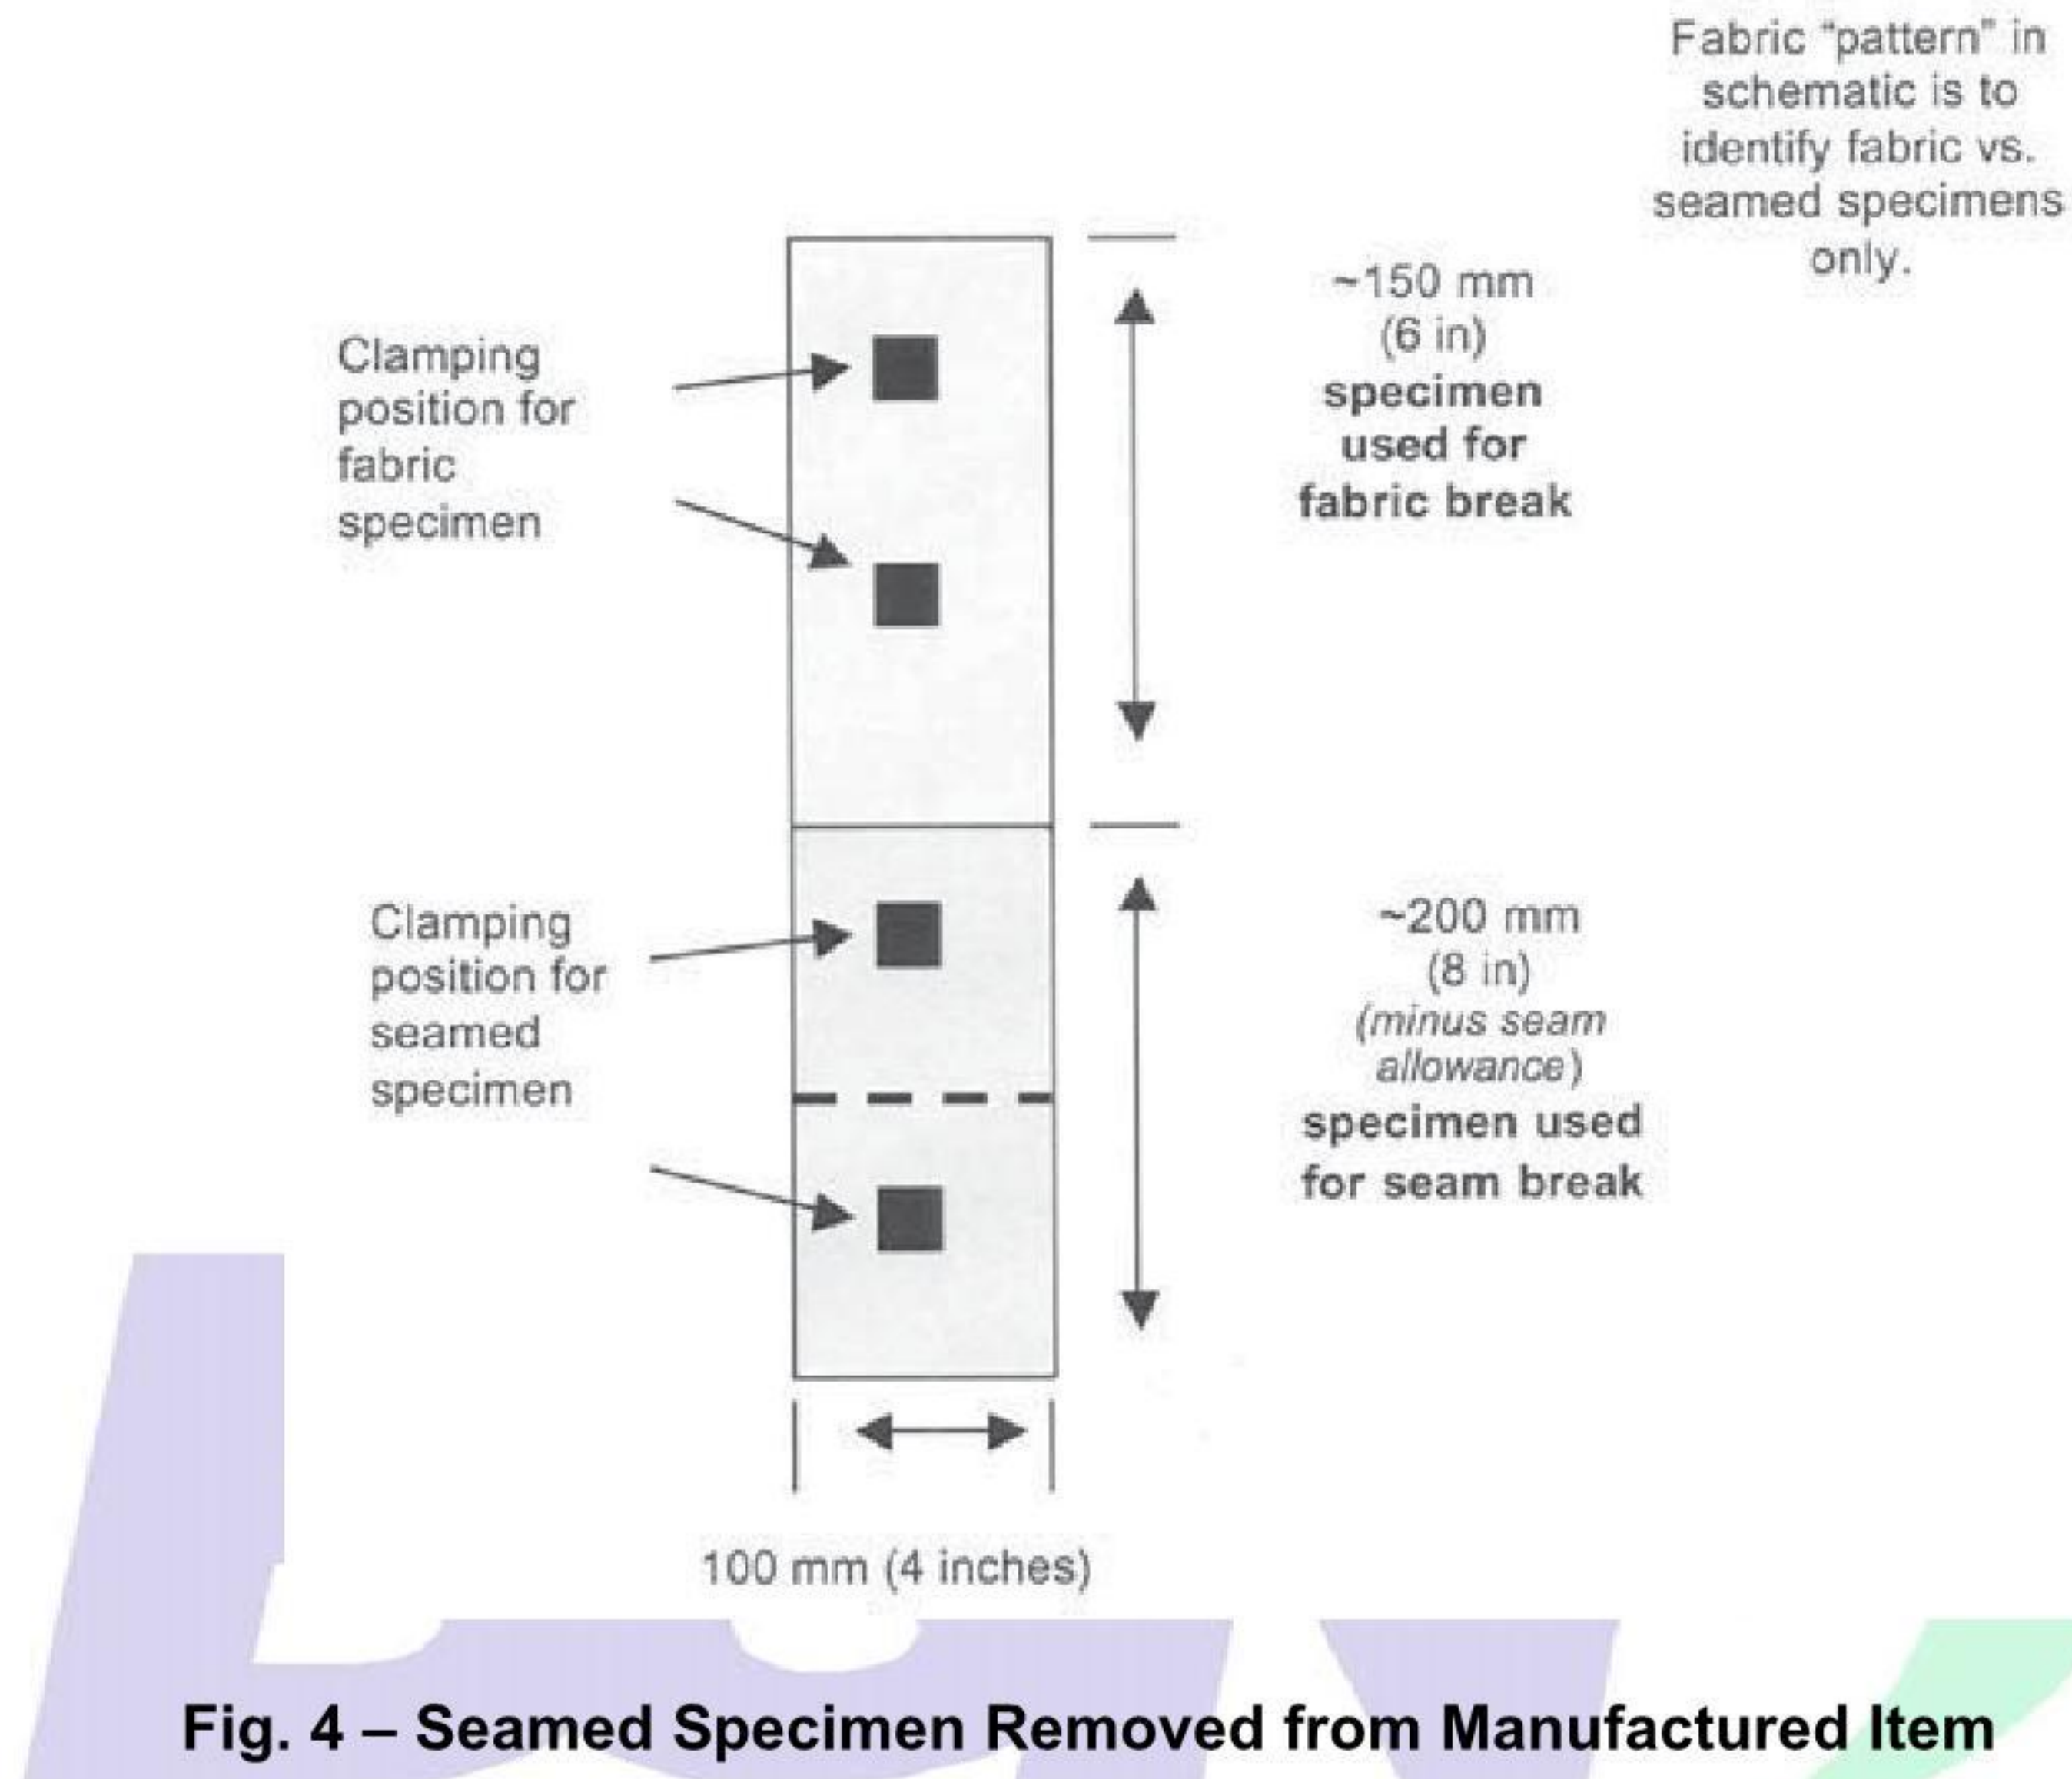 Fabric “pattern” in
schematic is to
identify fabric vs.
seamed specimens
only.
~150 mm
(6 in)
specimen
used for
fabric break
Clamping
position for
fabric
specimen
Clamping
position for
seamed
specimen
~200 mm
(8 in)
(minus seam
allowance)
specimen used
for seam break
100 mm (4 inches)
Fig. 4 – Seamed Specimen Removed from Manufactured Item